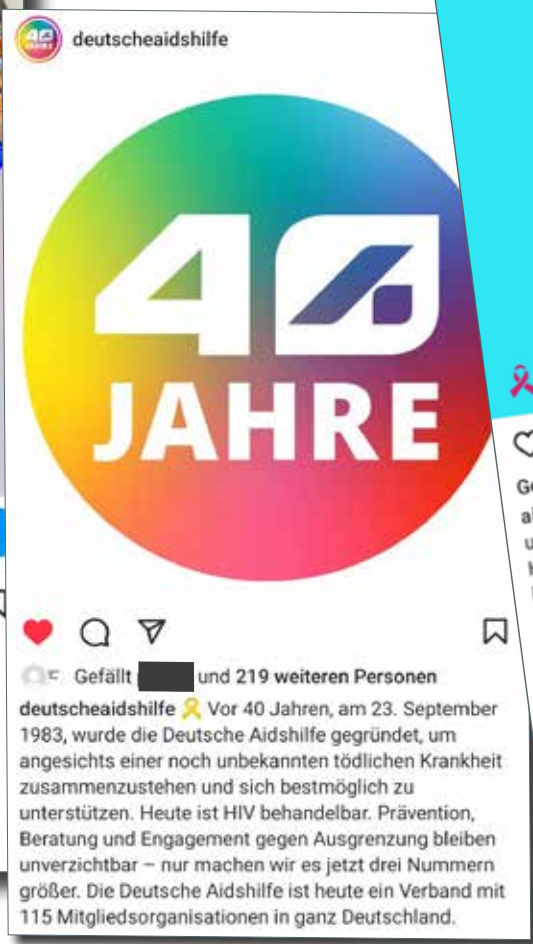 40
JAHRE
deutscheaidshilfe
40
JAHRE
Gefällt und 219 weiteren Personen
deutscheaidshilfe 🎗 Vor 40 Jahren, am 23. September
1983, wurde die Deutsche Aidshilfe gegründet, um
angesichts einer noch unbekannten tödlichen Krankheit
zusammenzustehen und sich bestmöglich zu
unterstützen. Heute ist HIV behandelbar. Prävention,
Beratung und Engagement gegen Ausgrenzung bleiben
unverzichtbar – nur machen wir es jetzt drei Nummern
größer. Die Deutsche Aidshilfe ist heute ein Verband mit
115 Mitgliedsorganisationen in ganz Deutschland.